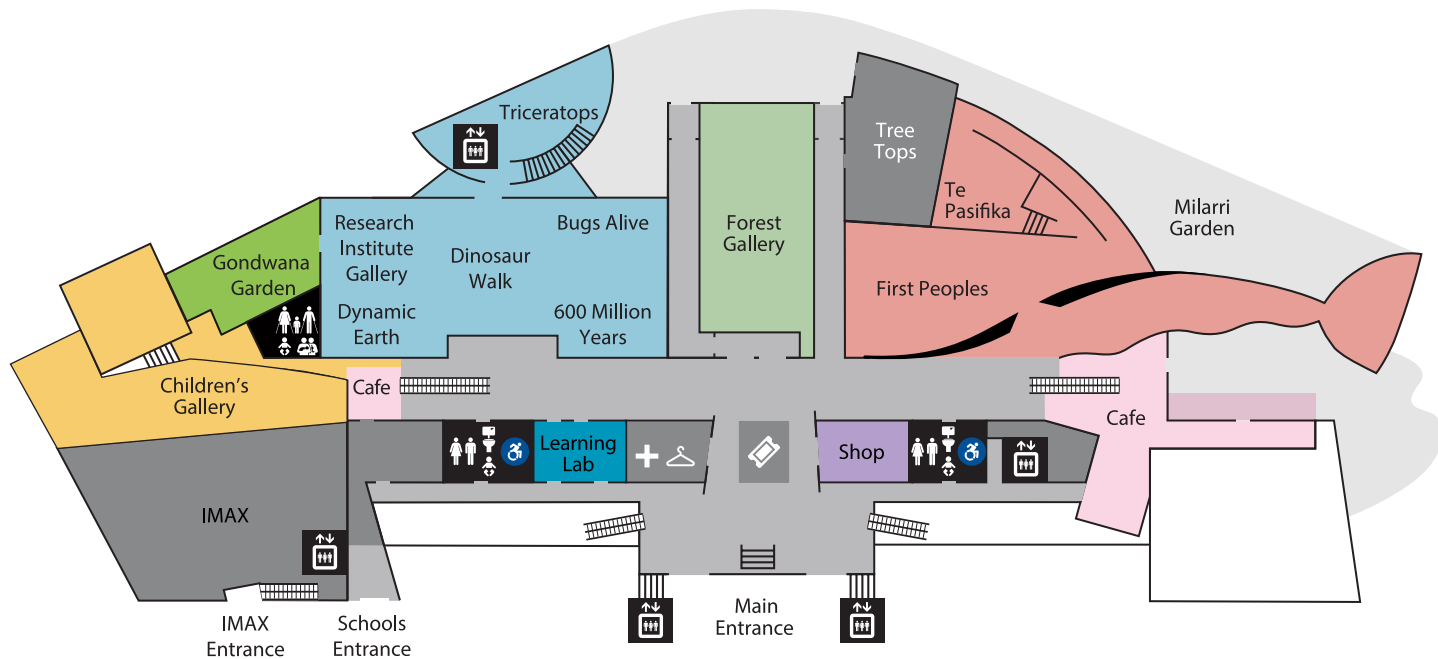 Triceratops
Tree
Tops
Te
Pasifika
Milarri
Garden
Research
Institute
Gallery
Bugs Alive
Dinosaur
Walk
Forest
Gallery
Gondwana
Garden
First Peoples
Dynamic
Earth
600 Million
Years
Children's
Gallery
Cafe
Cafe
Learning
Lab
Shop
IMAX
IMAX
Entrance
Schools
Entrance
Main
Entrance